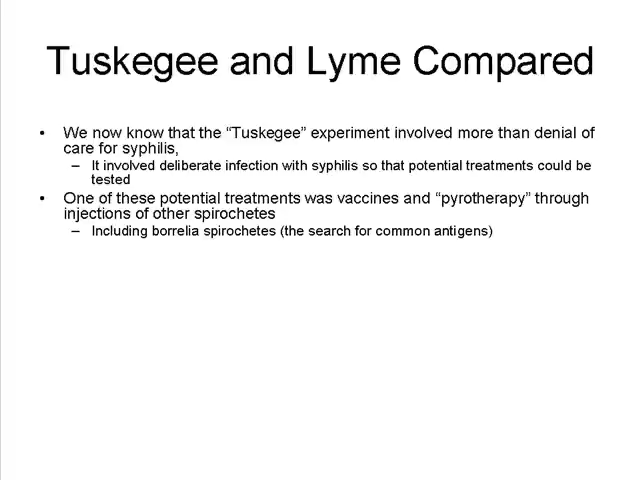 Tuskegee and Lyme Compared
• We now know that the “Tuskegee” experiment involved more than denial of
care for syphilis,
– It involved deliberate infection with syphilis so that potential treatments could be
tested
• One of these potential treatments was vaccines and “pyrotherapy” through
injections of other spirochetes
– Including borrelia spirochetes (the search for common antigens)